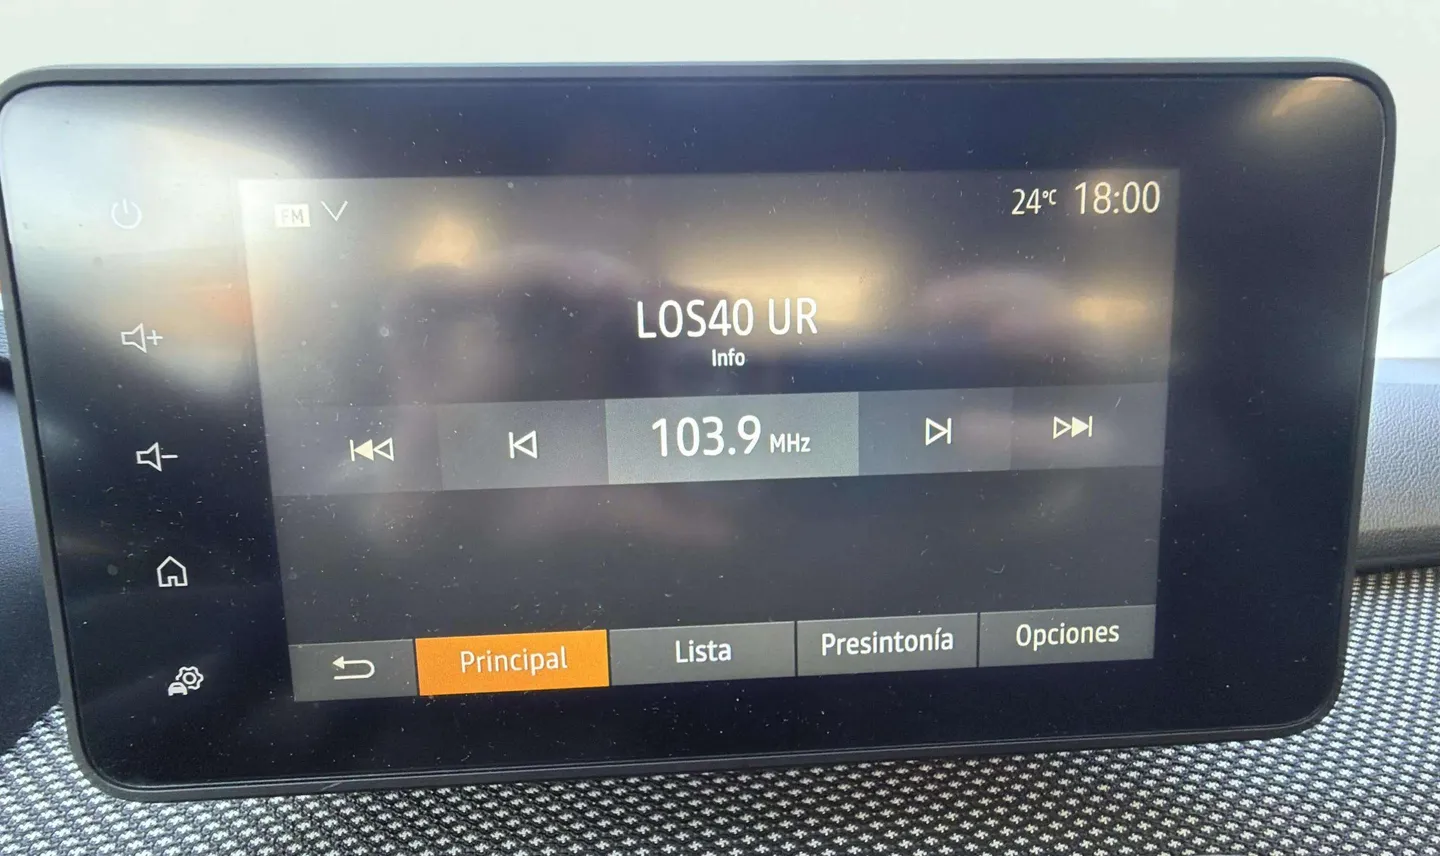 FM
24°C 18:00
LOS40 UR
Info
103.9 MHz
Principal
Lista
Presintonía
Opciones